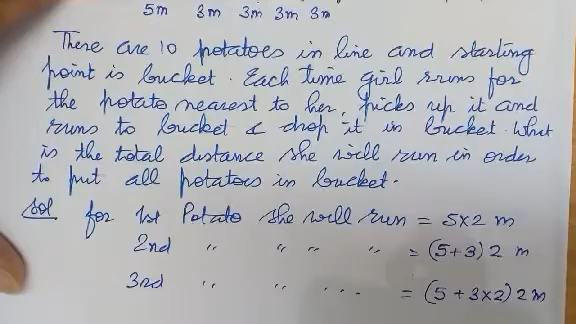 5m 3m 3m 3m 3m
There are 10 potatoes in line and starting
point is bucket. Each time girl runs for
the potato nearest to her, picks up it and
runs to bucket & drop it in bucket. What
is the total distance she will run in order
to put all potatoes in bucket.
Sol for 1st Potato she will run = 5×2 m
2nd " " " " = (5+3) 2 m
3rd " " ... = (5+3×2) 2 m